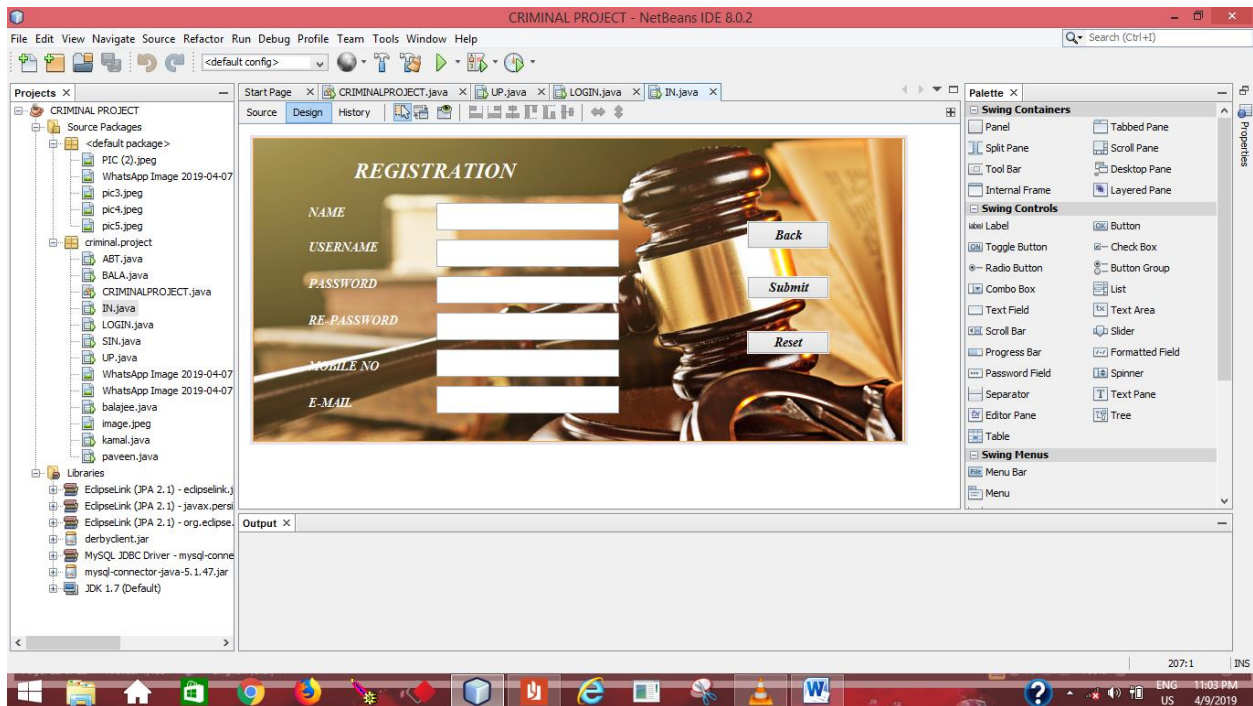 CRIMINAL PROJECT - NetBeans IDE 8.0.2
File Edit View Navigate Source Refactor Run Debug Profile Team Tools Window Help
Search (Ctrl+I)
<default config>
Projects
Start Page CRIMINALPROJECT.java UP.java LOGIN.java IN.java
Source Design History
CRIMINAL PROJECT
Source Packages
<default package>
PIC (2).jpeg
WhatsApp Image 2019-04-07
pic3.jpeg
pic4.jpeg
pic5.jpeg
criminal.project
ABT.java
BALA.java
CRIMINALPROJECT.java
IN.java
LOGIN.java
SIN.java
UP.java
WhatsApp Image 2019-04-07
WhatsApp Image 2019-04-07
balajee.java
image.jpeg
kamal.java
paveen.java
Libraries
EclipseLink (JPA 2.1) - eclipselink.j
EclipseLink (JPA 2.1) - javax.persi
EclipseLink (JPA 2.1) - org.eclipse.
derbyclient.jar
MySQL JDBC Driver - mysql-conne
mysql-connector-java-5.1.47.jar
JDK 1.7 (Default)
REGISTRATION
NAME
USERNAME
PASSWORD
RE-PASSWORD
MOBILE NO
E-MAIL
Back
Submit
Reset
Output
Palette
Swing Containers
Panel Tabbed Pane
Split Pane Scroll Pane
Tool Bar Desktop Pane
Internal Frame Layered Pane
Swing Controls
label Label OK Button
ON Toggle Button Check Box
Radio Button Button Group
Combo Box List
Text Field Text Area
Scroll Bar Slider
Progress Bar Formatted Field
Password Field Spinner
Separator Text Pane
Editor Pane Tree
Table
Swing Menus
File Menu Bar
Menu
Properties
207:1 INS
ENG 11:03 PM
US 4/9/2019